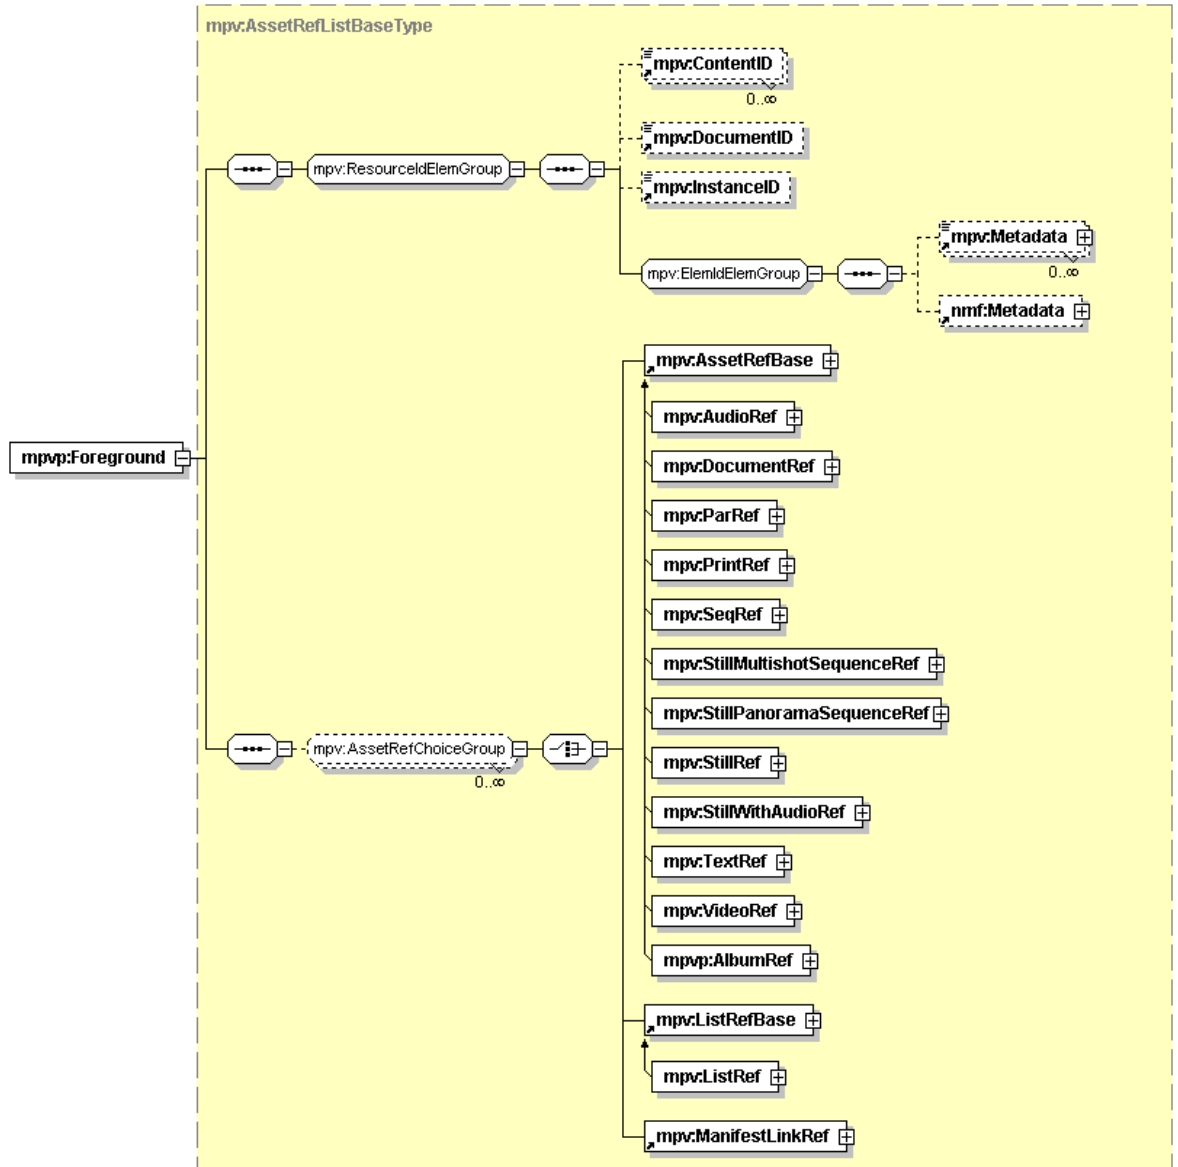 mpv:AssetRefListBaseType
mpv:ContentID
0..∞
mpv:DocumentID
mpv:ResourceIdElemGroup
mpv:InstanceID
mpv:Metadata
0..∞
mpv:ElemIdElemGroup
nmf:Metadata
mpv:AssetRefBase
mpv:AudioRef
mpvp:Foreground
mpv:DocumentRef
mpv:ParRef
mpv:PrintRef
mpv:SeqRef
mpv:StillMultishotSequenceRef
mpv:StillPanoramaSequenceRef
mpv:AssetRefChoiceGroup
0..∞
mpv:StillRef
mpv:StillWithAudioRef
mpv:TextRef
mpv:VideoRef
mpvp:AlbumRef
mpv:ListRefBase
mpv:ListRef
mpv:ManifestLinkRef